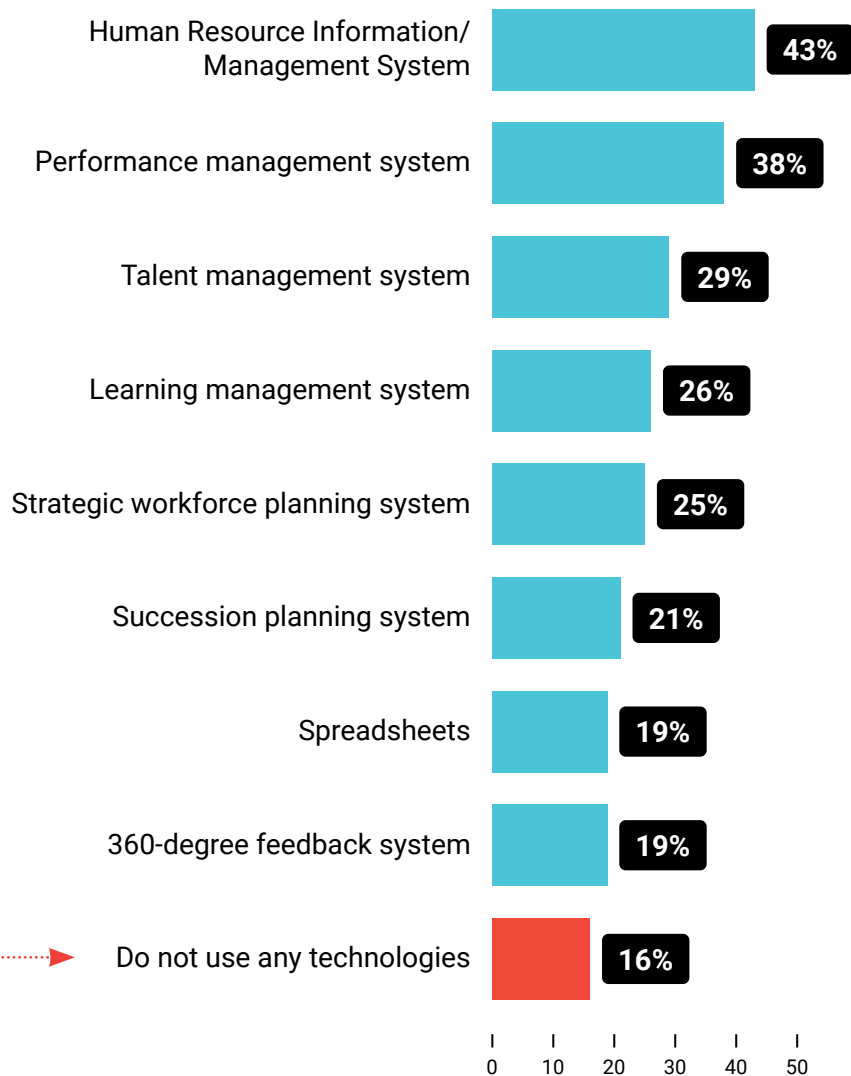 Human Resource Information/
Management System
43%
Performance management system
38%
Talent management system
29%
Learning management system
26%
Strategic workforce planning system
25%
Succession planning system
21%
Spreadsheets
19%
360-degree feedback system
19%
Do not use any technologies
16%
0 10 20 30 40 50